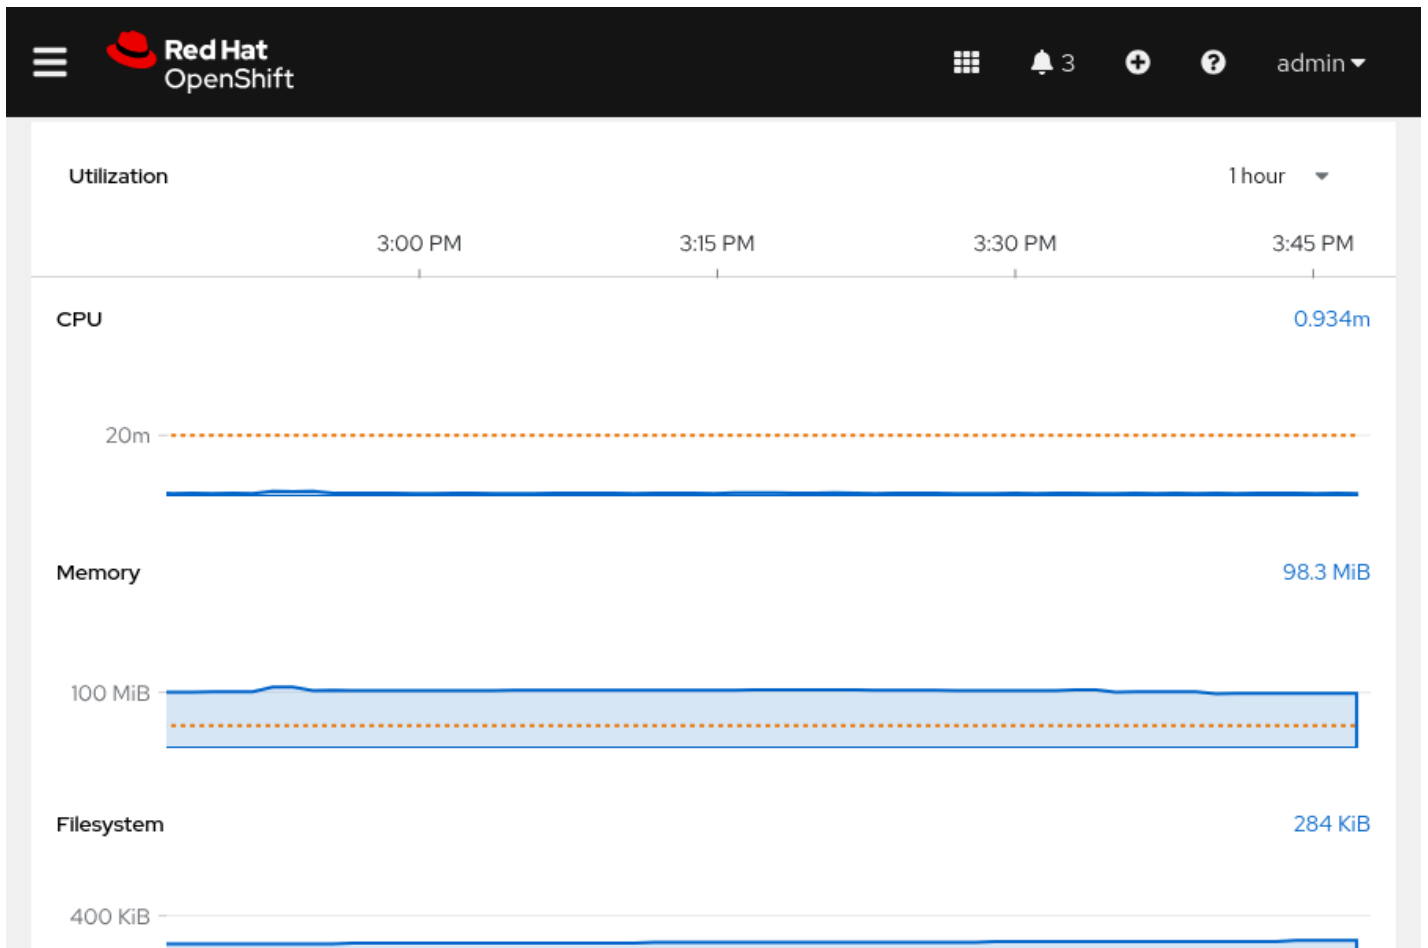 Red Hat
OpenShift
3
admin
Utilization
1 hour
3:00 PM 3:15 PM 3:30 PM 3:45 PM
CPU
0.934m
20m
Memory
98.3 MiB
100 MiB
Filesystem
284 KiB
400 KiB